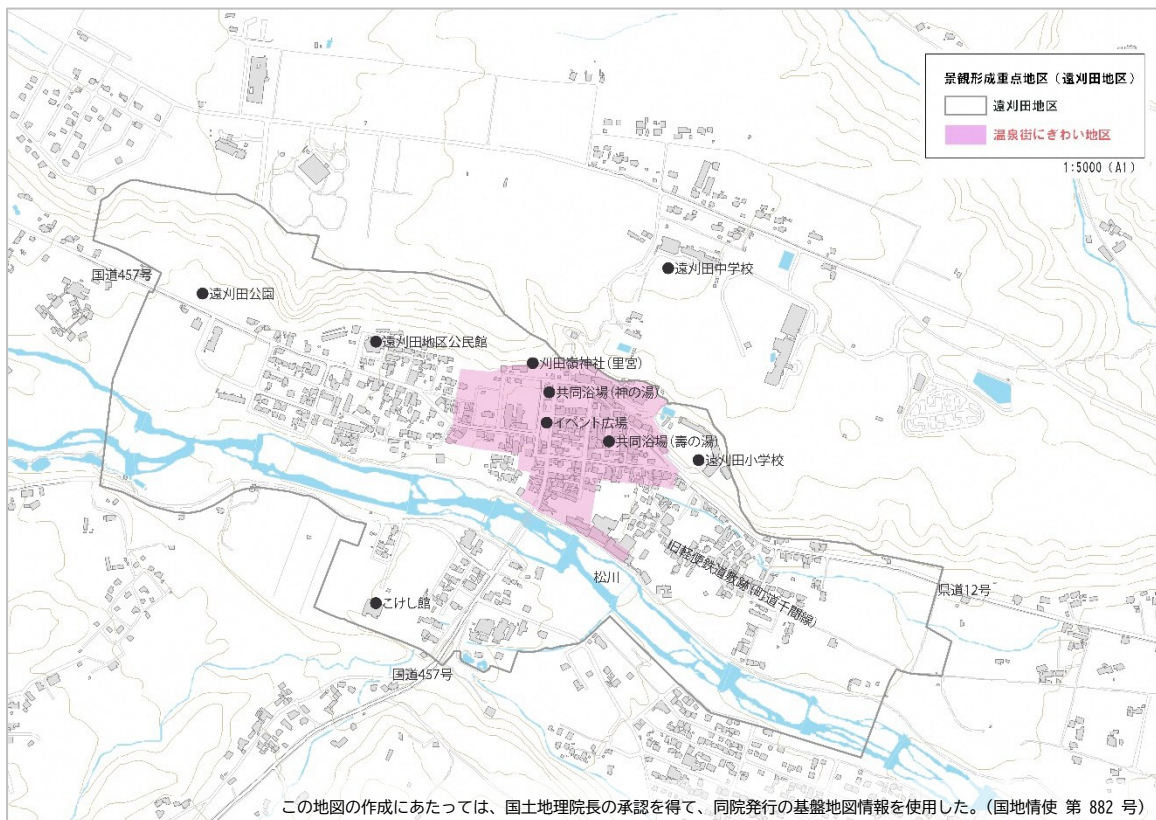 景観形成重点地区(遠刈田地区)
遠刈田地区
温泉街にぎわい地区
1:5000 (A1)
国道457号
遠刈田公園
遠刈田中学校
遠刈田地区公民館
刈田嶺神社(里宮)
共同浴場(神の湯)
イベント広場
共同浴場(壽の湯)
遠刈田小学校
旧軽便鉄道敷跡(町道千間線)
県道12号
松川
こけし館
国道457号
この地図の作成にあたっては、国土地理院長の承認を得て、同院発行の基盤地図情報を使用した。(国地情使 第 882 号)